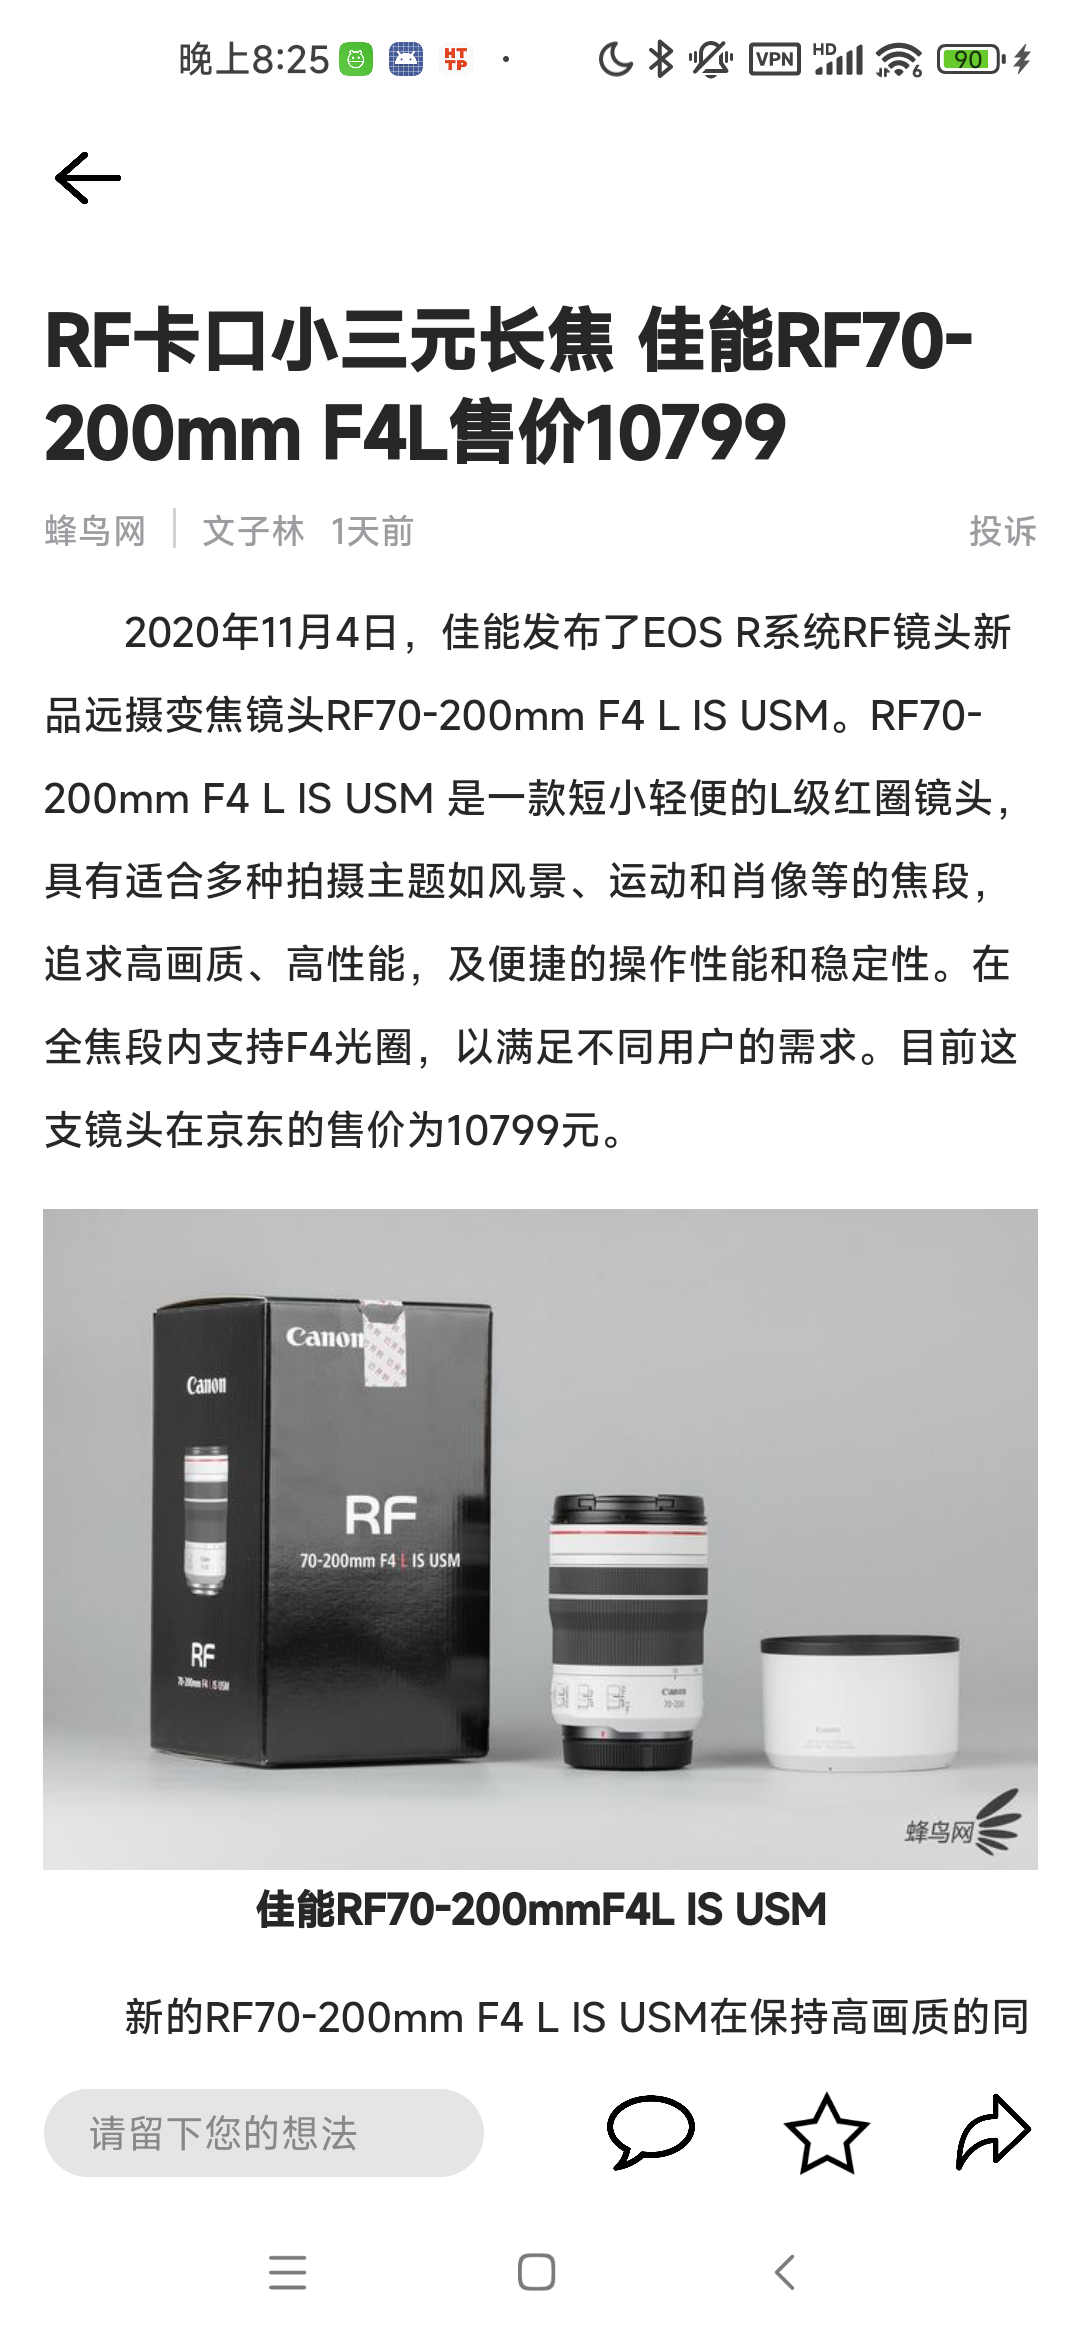 晚上8:25
HT
TP
VPN
HD
6
90
RF卡口小三元长焦 佳能RF70-
200mm F4L售价10799
蜂鸟网 文子林 1天前 投诉
2020年11月4日，佳能发布了EOS R系统RF镜头新
品远摄变焦镜头RF70-200mm F4 L IS USM。RF70-
200mm F4 L IS USM 是一款短小轻便的L级红圈镜头，
具有适合多种拍摄主题如风景、运动和肖像等的焦段，
追求高画质、高性能，及便捷的操作性能和稳定性。在
全焦段内支持F4光圈，以满足不同用户的需求。目前这
支镜头在京东的售价为10799元。
Canon
Canon
RF
70-200mm F4 L IS USM
RF
70-200mm F4 L IS USM
Canon
70-200
Canon
蜂鸟网
佳能RF70-200mmF4L IS USM
新的RF70-200mm F4 L IS USM在保持高画质的同
请留下您的想法